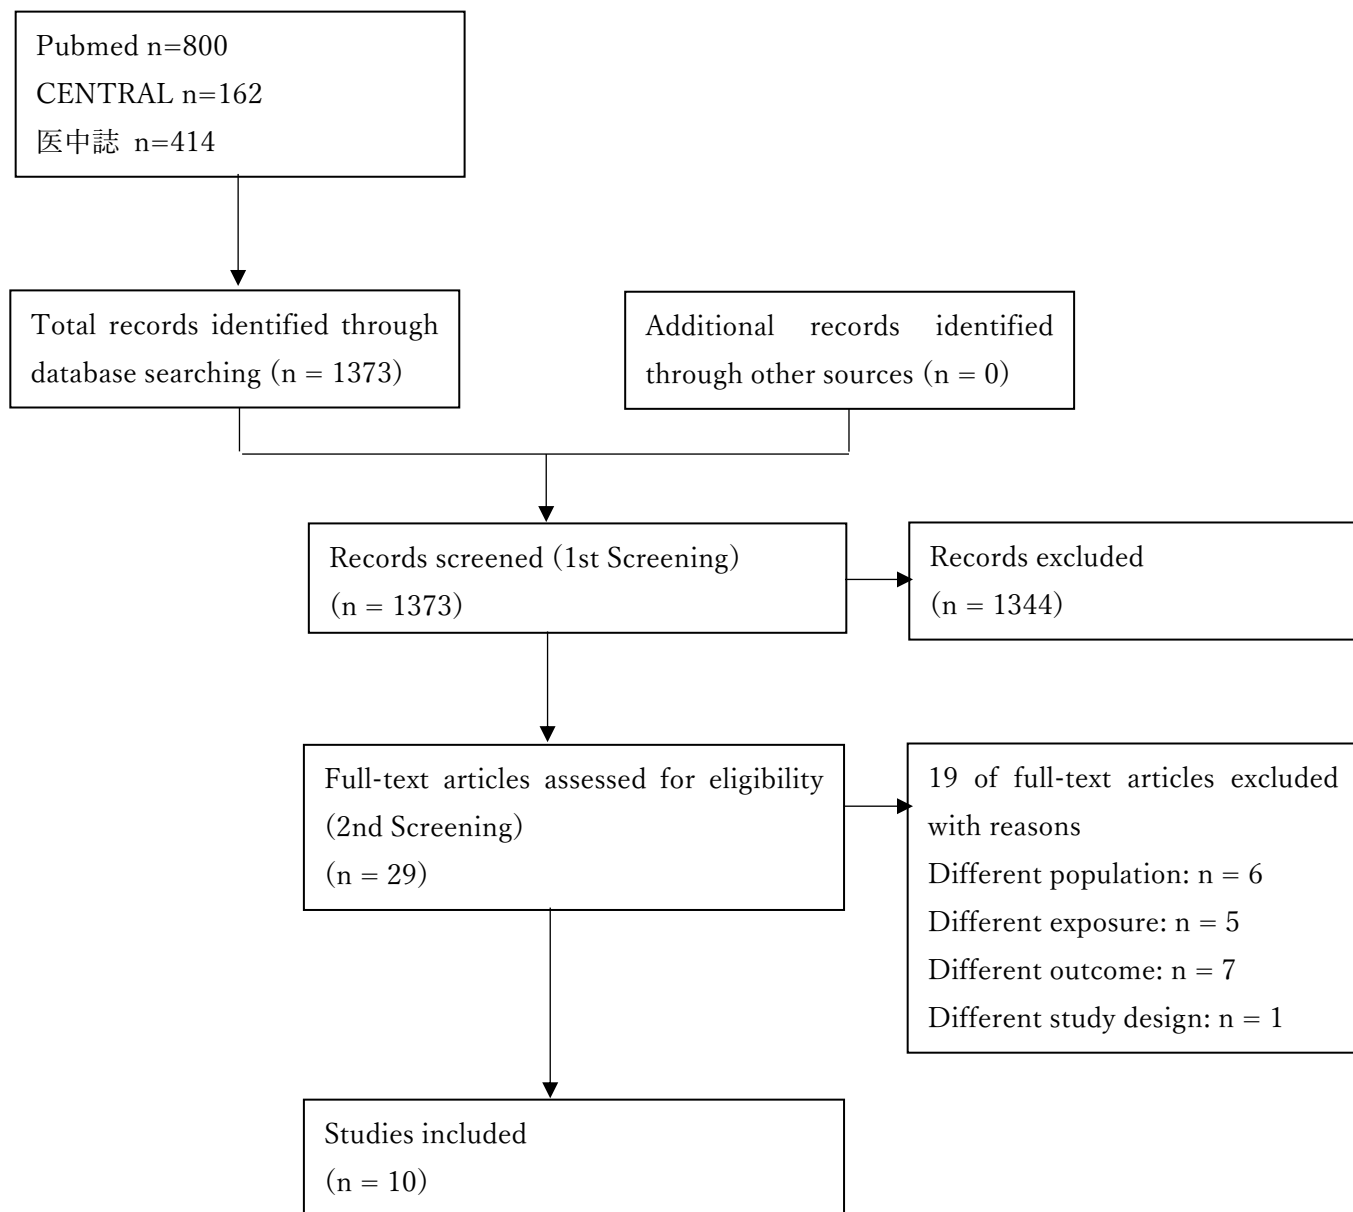 Pubmed n=800
CENTRAL n=162
医中誌 n=414
Total records identified through
database searching (n = 1373)
Additional records identified
through other sources (n = 0)
Records screened (1st Screening)
(n = 1373)
Records excluded
(n = 1344)
Full-text articles assessed for eligibility
(2nd Screening)
(n = 29)
19 of full-text articles excluded
with reasons
Different population: n = 6
Different exposure: n = 5
Different outcome: n = 7
Different study design: n = 1
Studies included
(n = 10)